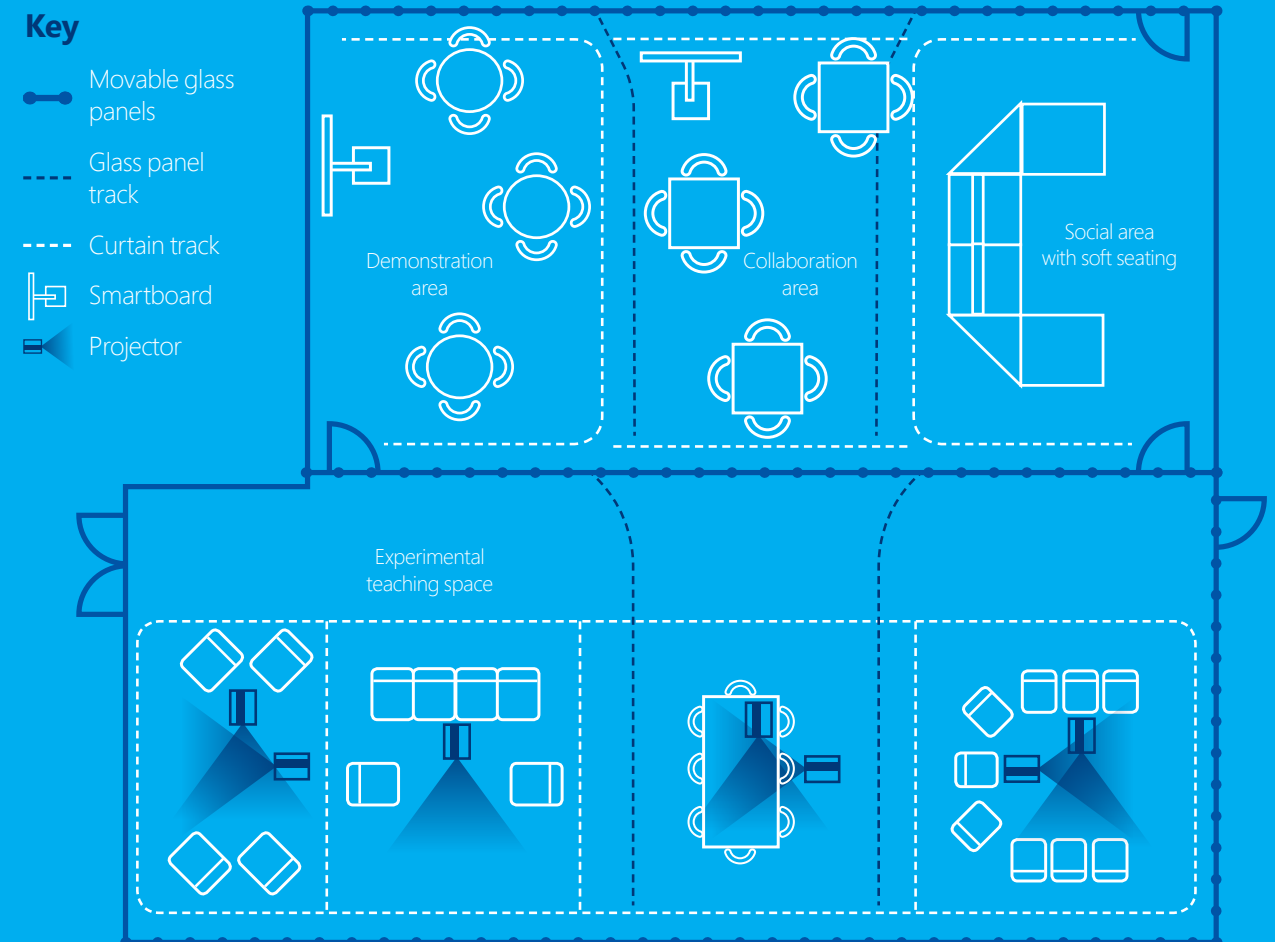 Key
Movable glass
panels
Glass panel
track
Curtain track
Smartboard
Projector
Demonstration
area
Collaboration
area
Social area
with soft seating
Experimental
teaching space